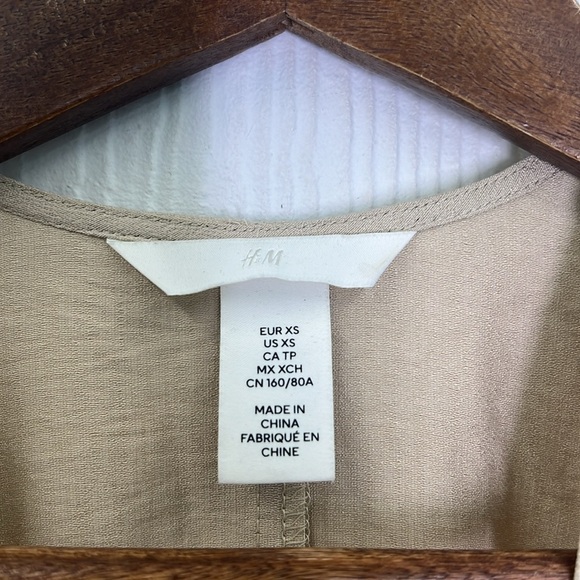 H&M
EUR XS
US XS
CA TP
MX XCH
CN 160/80A
MADE IN
CHINA
FABRIQUÉ EN
CHINE